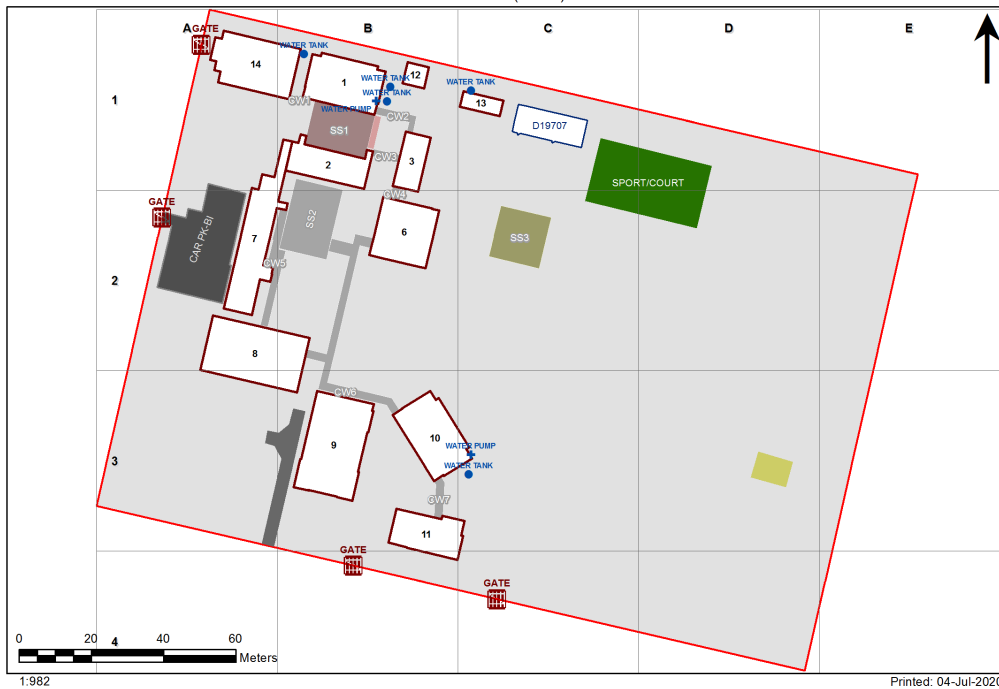 A
B
C
D
E
GATE
WATER TANK
14
1
12
WATER TANK
WATER TANK
WATER TANK
13
1
CW1
WATER PUMP
CW2
D19707
SS1
CW3
3
2
CW4
SPORT/COURT
GATE
SS2
6
SS3
7
CAR PK-BI
CW5
2
8
CW6
9
10
WATER PUMP
WATER TANK
3
CW7
11
GATE
GATE
4
0 20 40 60
Meters
1:982
Printed: 04-Jul-2020